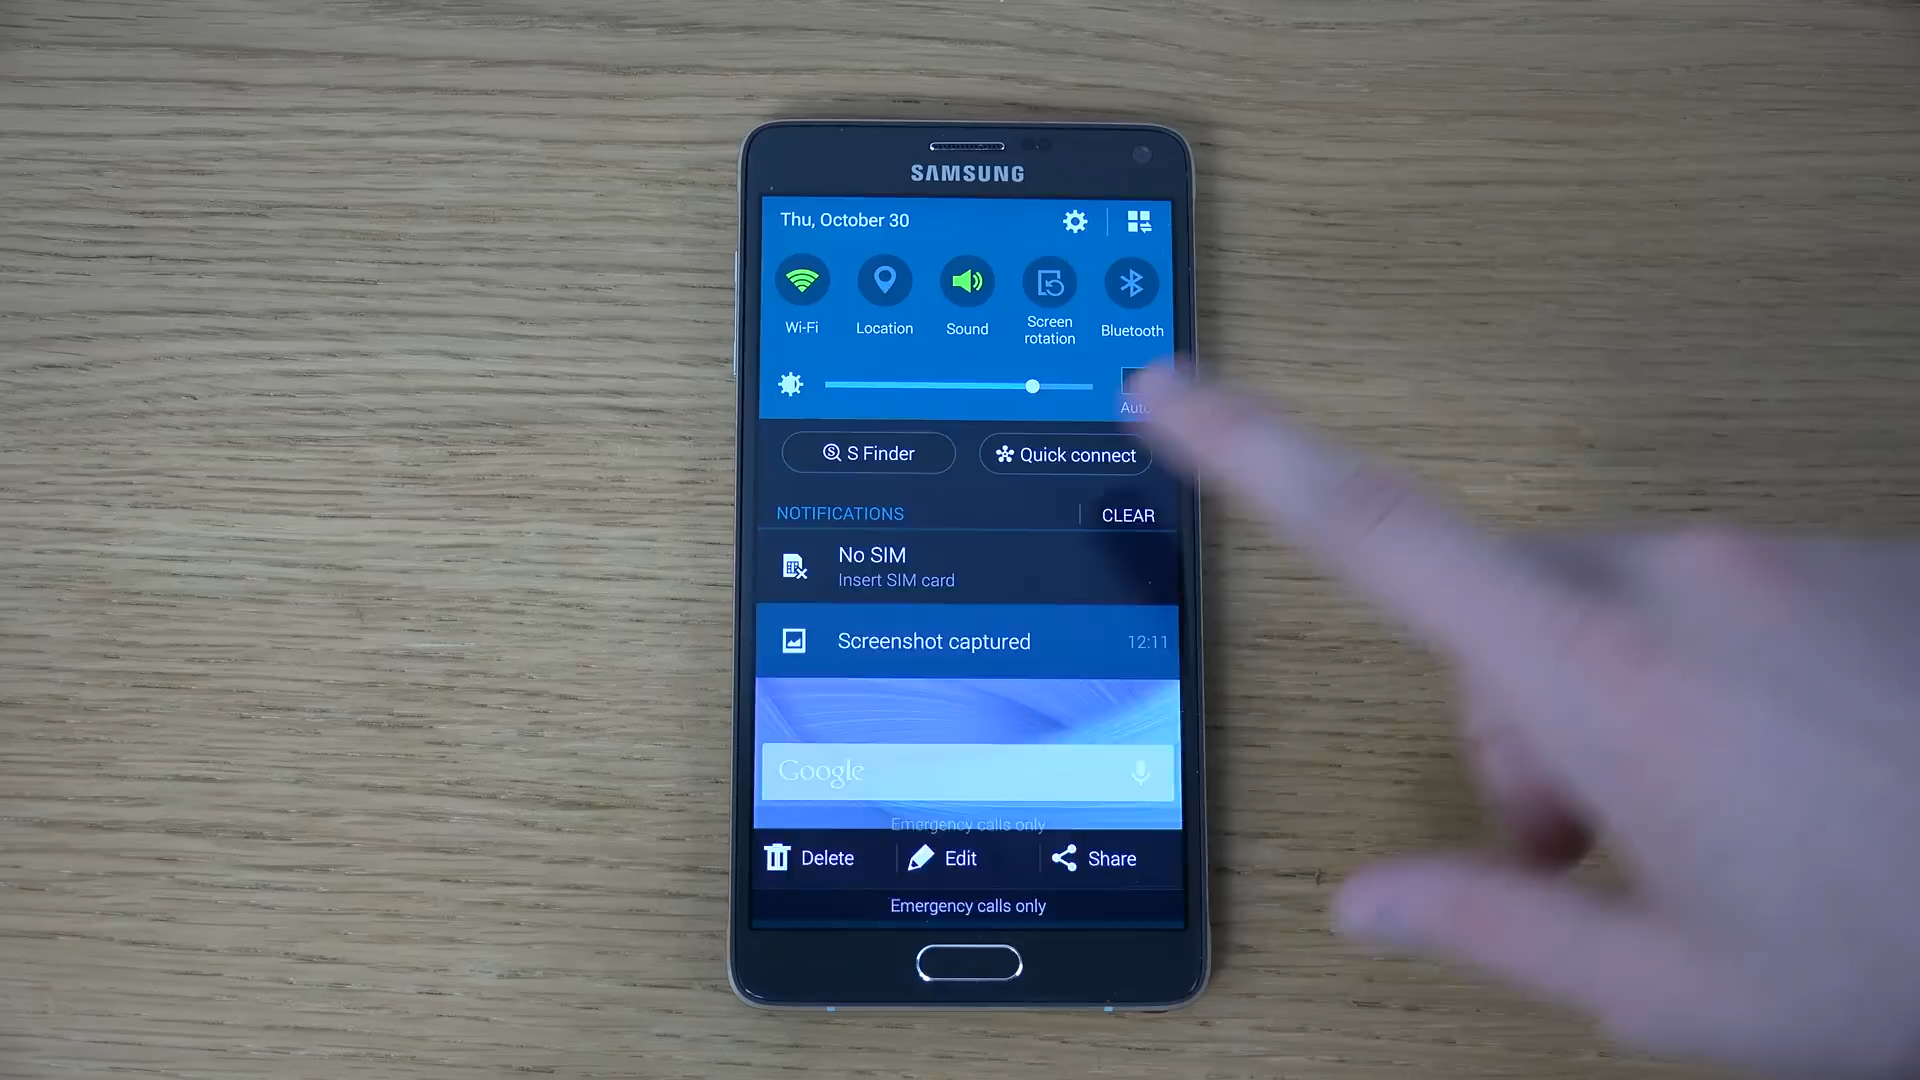 SAMSUNG
Thu, October 30
Wi-Fi
Location
Sound
Screen
rotation
Bluetooth
Auto
S Finder
Quick connect
NOTIFICATIONS
CLEAR
No SIM
Insert SIM card
Screenshot captured
12:11
Google
Emergency calls only
Delete
Edit
Share
Emergency calls only